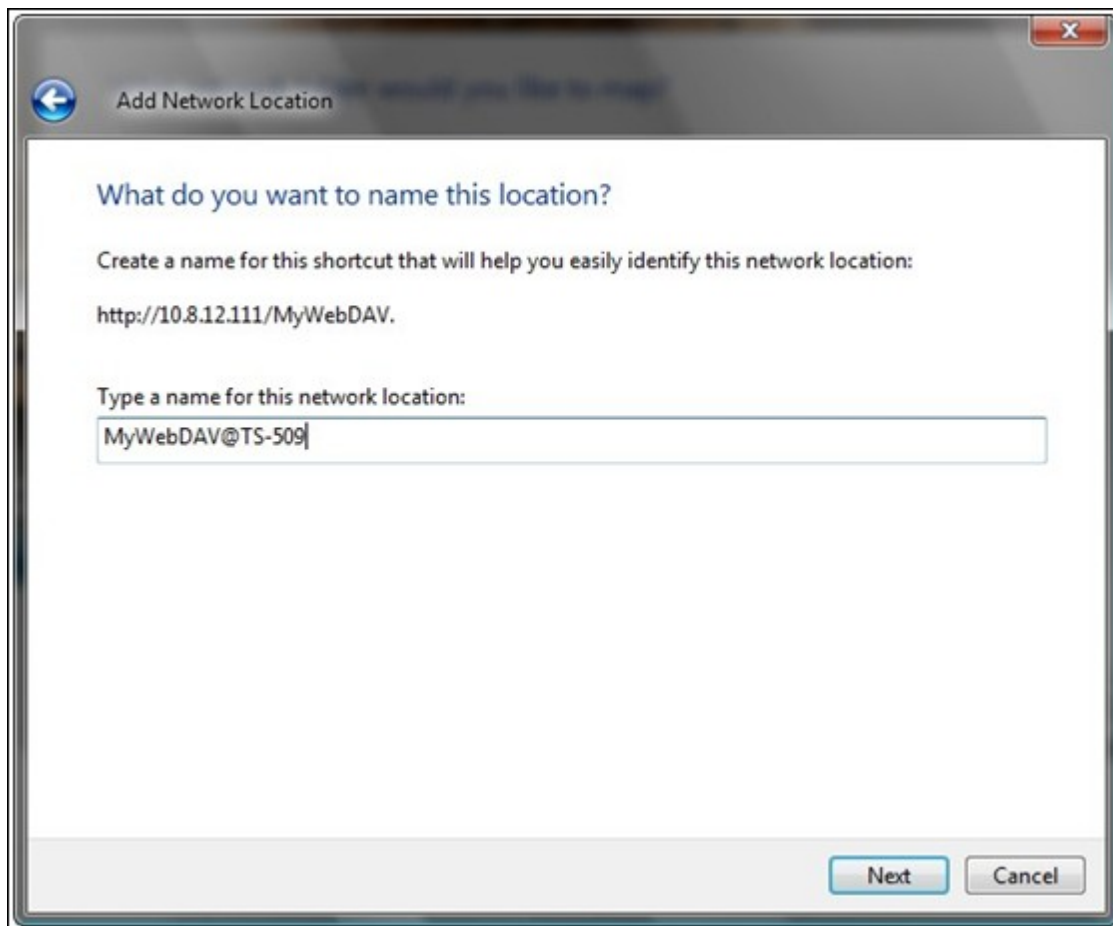 Add Network Location
What do you want to name this location?
Create a name for this shortcut that will help you easily identify this network location:
http://10.8.12.111/MyWebDAV.
Type a name for this network location:
MyWebDAV@TS-509
Next
Cancel